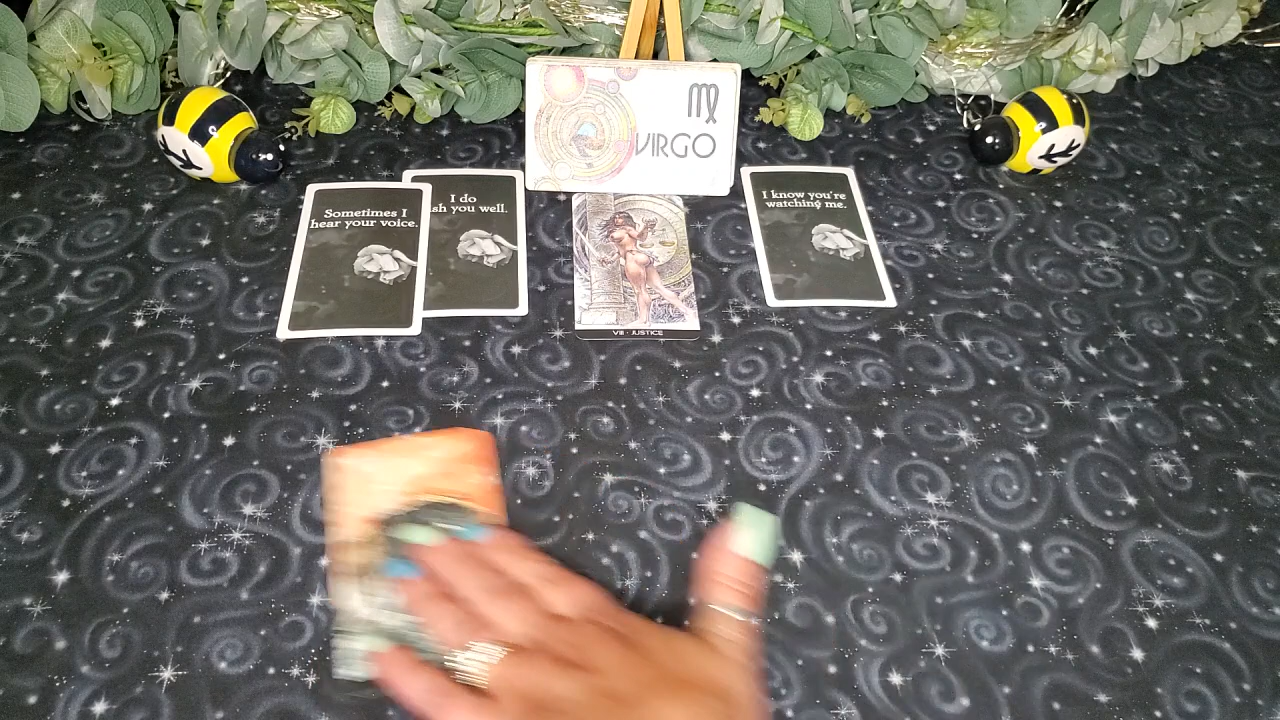 VIRGO
Sometimes I
hear your voice.
I do
sh you well.
I know you're
watching me.
VIII • JUSTICE